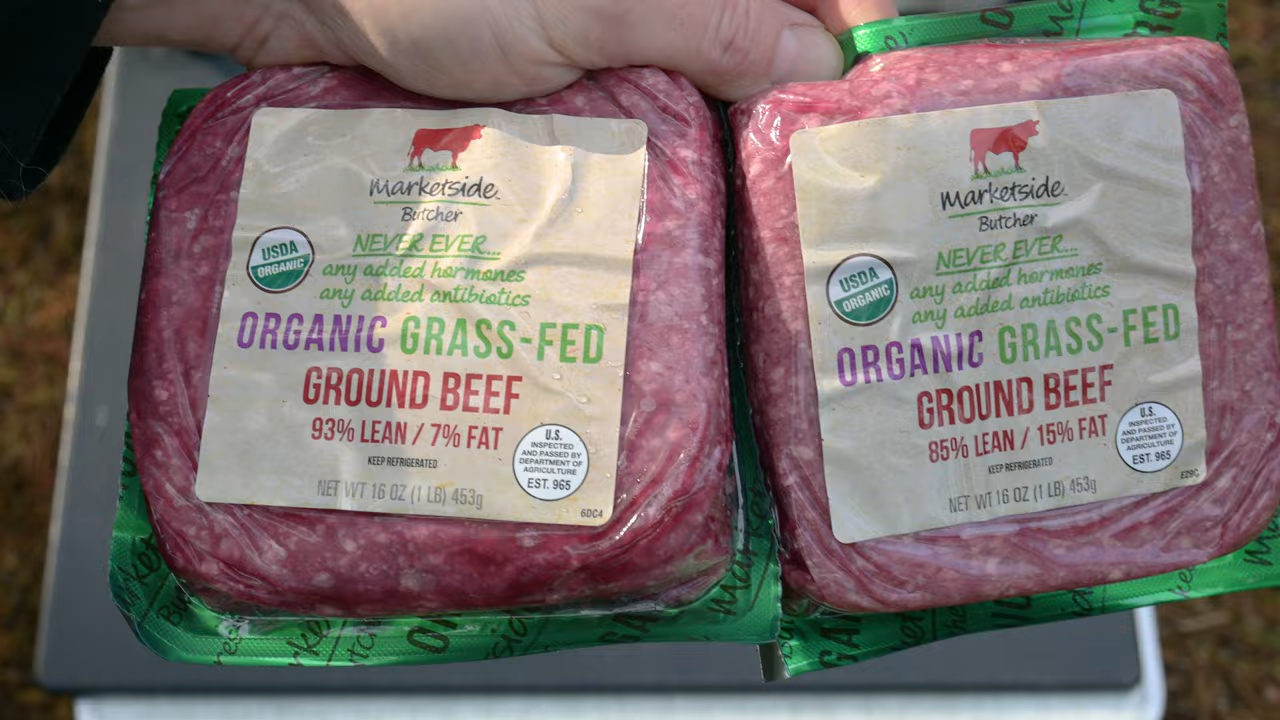 Marketside
Butcher
NEVER EVER...
any added hormones
any added antibiotics
USDA
ORGANIC
ORGANIC GRASS-FED
GROUND BEEF
93% LEAN / 7% FAT
KEEP REFRIGERATED
NET WT 16 OZ (1 LB) 453g
U.S.
INSPECTED
AND PASSED BY
DEPARTMENT OF
AGRICULTURE
EST. 965
6DC4
Marketside
Butcher
NEVER EVER...
any added hormones
any added antibiotics
USDA
ORGANIC
ORGANIC GRASS-FED
GROUND BEEF
85% LEAN / 15% FAT
KEEP REFRIGERATED
NET WT 16 OZ (1 LB) 453g
U.S.
INSPECTED
AND PASSED BY
DEPARTMENT OF
AGRICULTURE
EST. 965